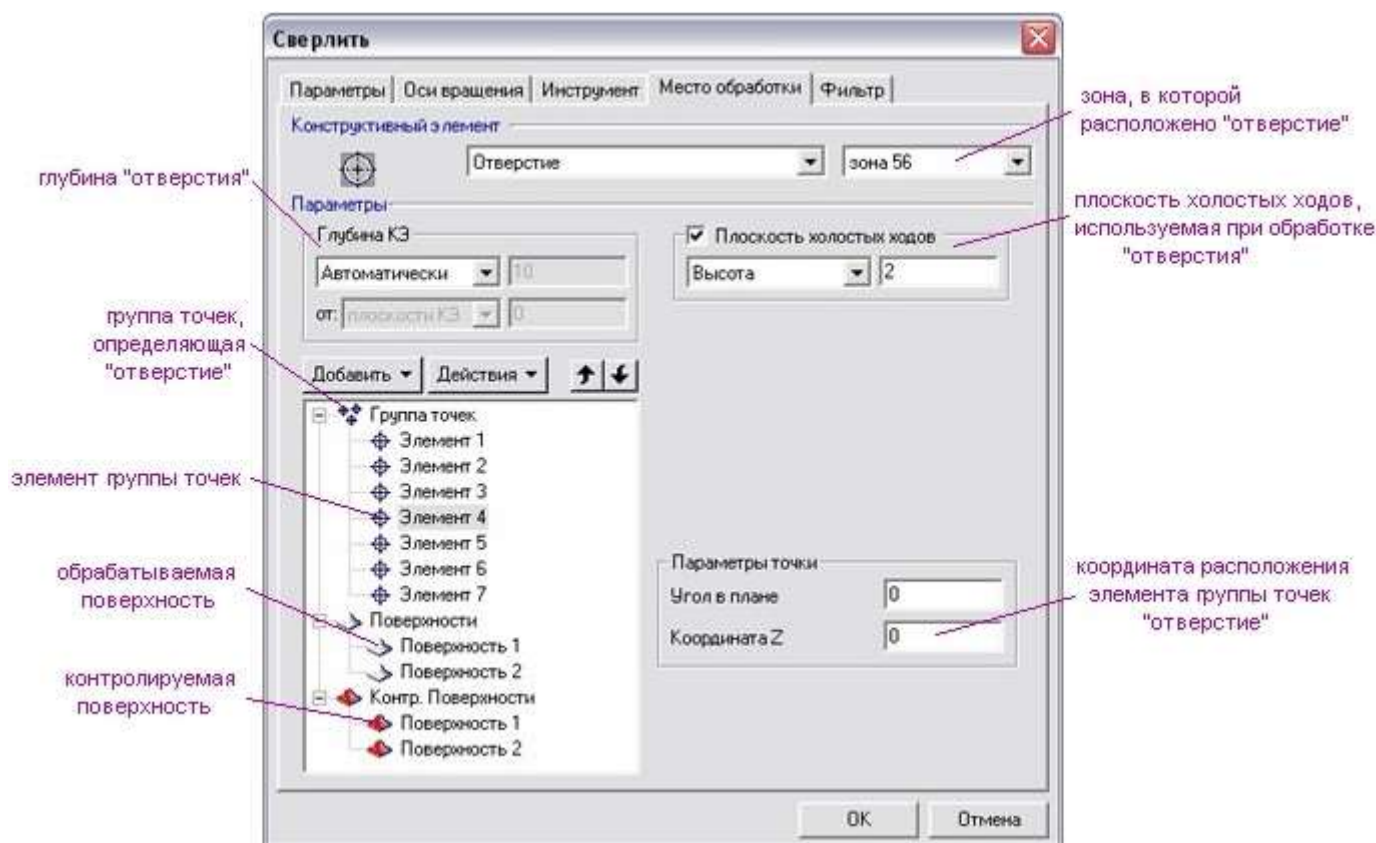 Сверлить
Параметры Оси вращения Инструмент Место обработки Фильтр
Конструктивный элемент
Отверстие
зона 56
зона, в которой
расположено "отверстие"
глубина "отверстия"
Параметры
Глубина КЭ
Автоматически
10
от:
плоскости КЭ
0
Плоскость холостых ходов
Высота
2
плоскость холостых ходов,
используемая при обработке
"отверстия"
группа точек,
определяющая
"отверстие"
Добавить
Действия
Группа точек
Элемент 1
Элемент 2
Элемент 3
Элемент 4
Элемент 5
Элемент 6
Элемент 7
Поверхности
Поверхность 1
Поверхность 2
Контр. Поверхности
Поверхность 1
Поверхность 2
элемент группы точек
обрабатываемая
поверхность
контролируемая
поверхность
Параметры точки
Угол в плане
0
Координата Z
0
координата расположения
элемента группы точек
"отверстие"
OK
Отмена